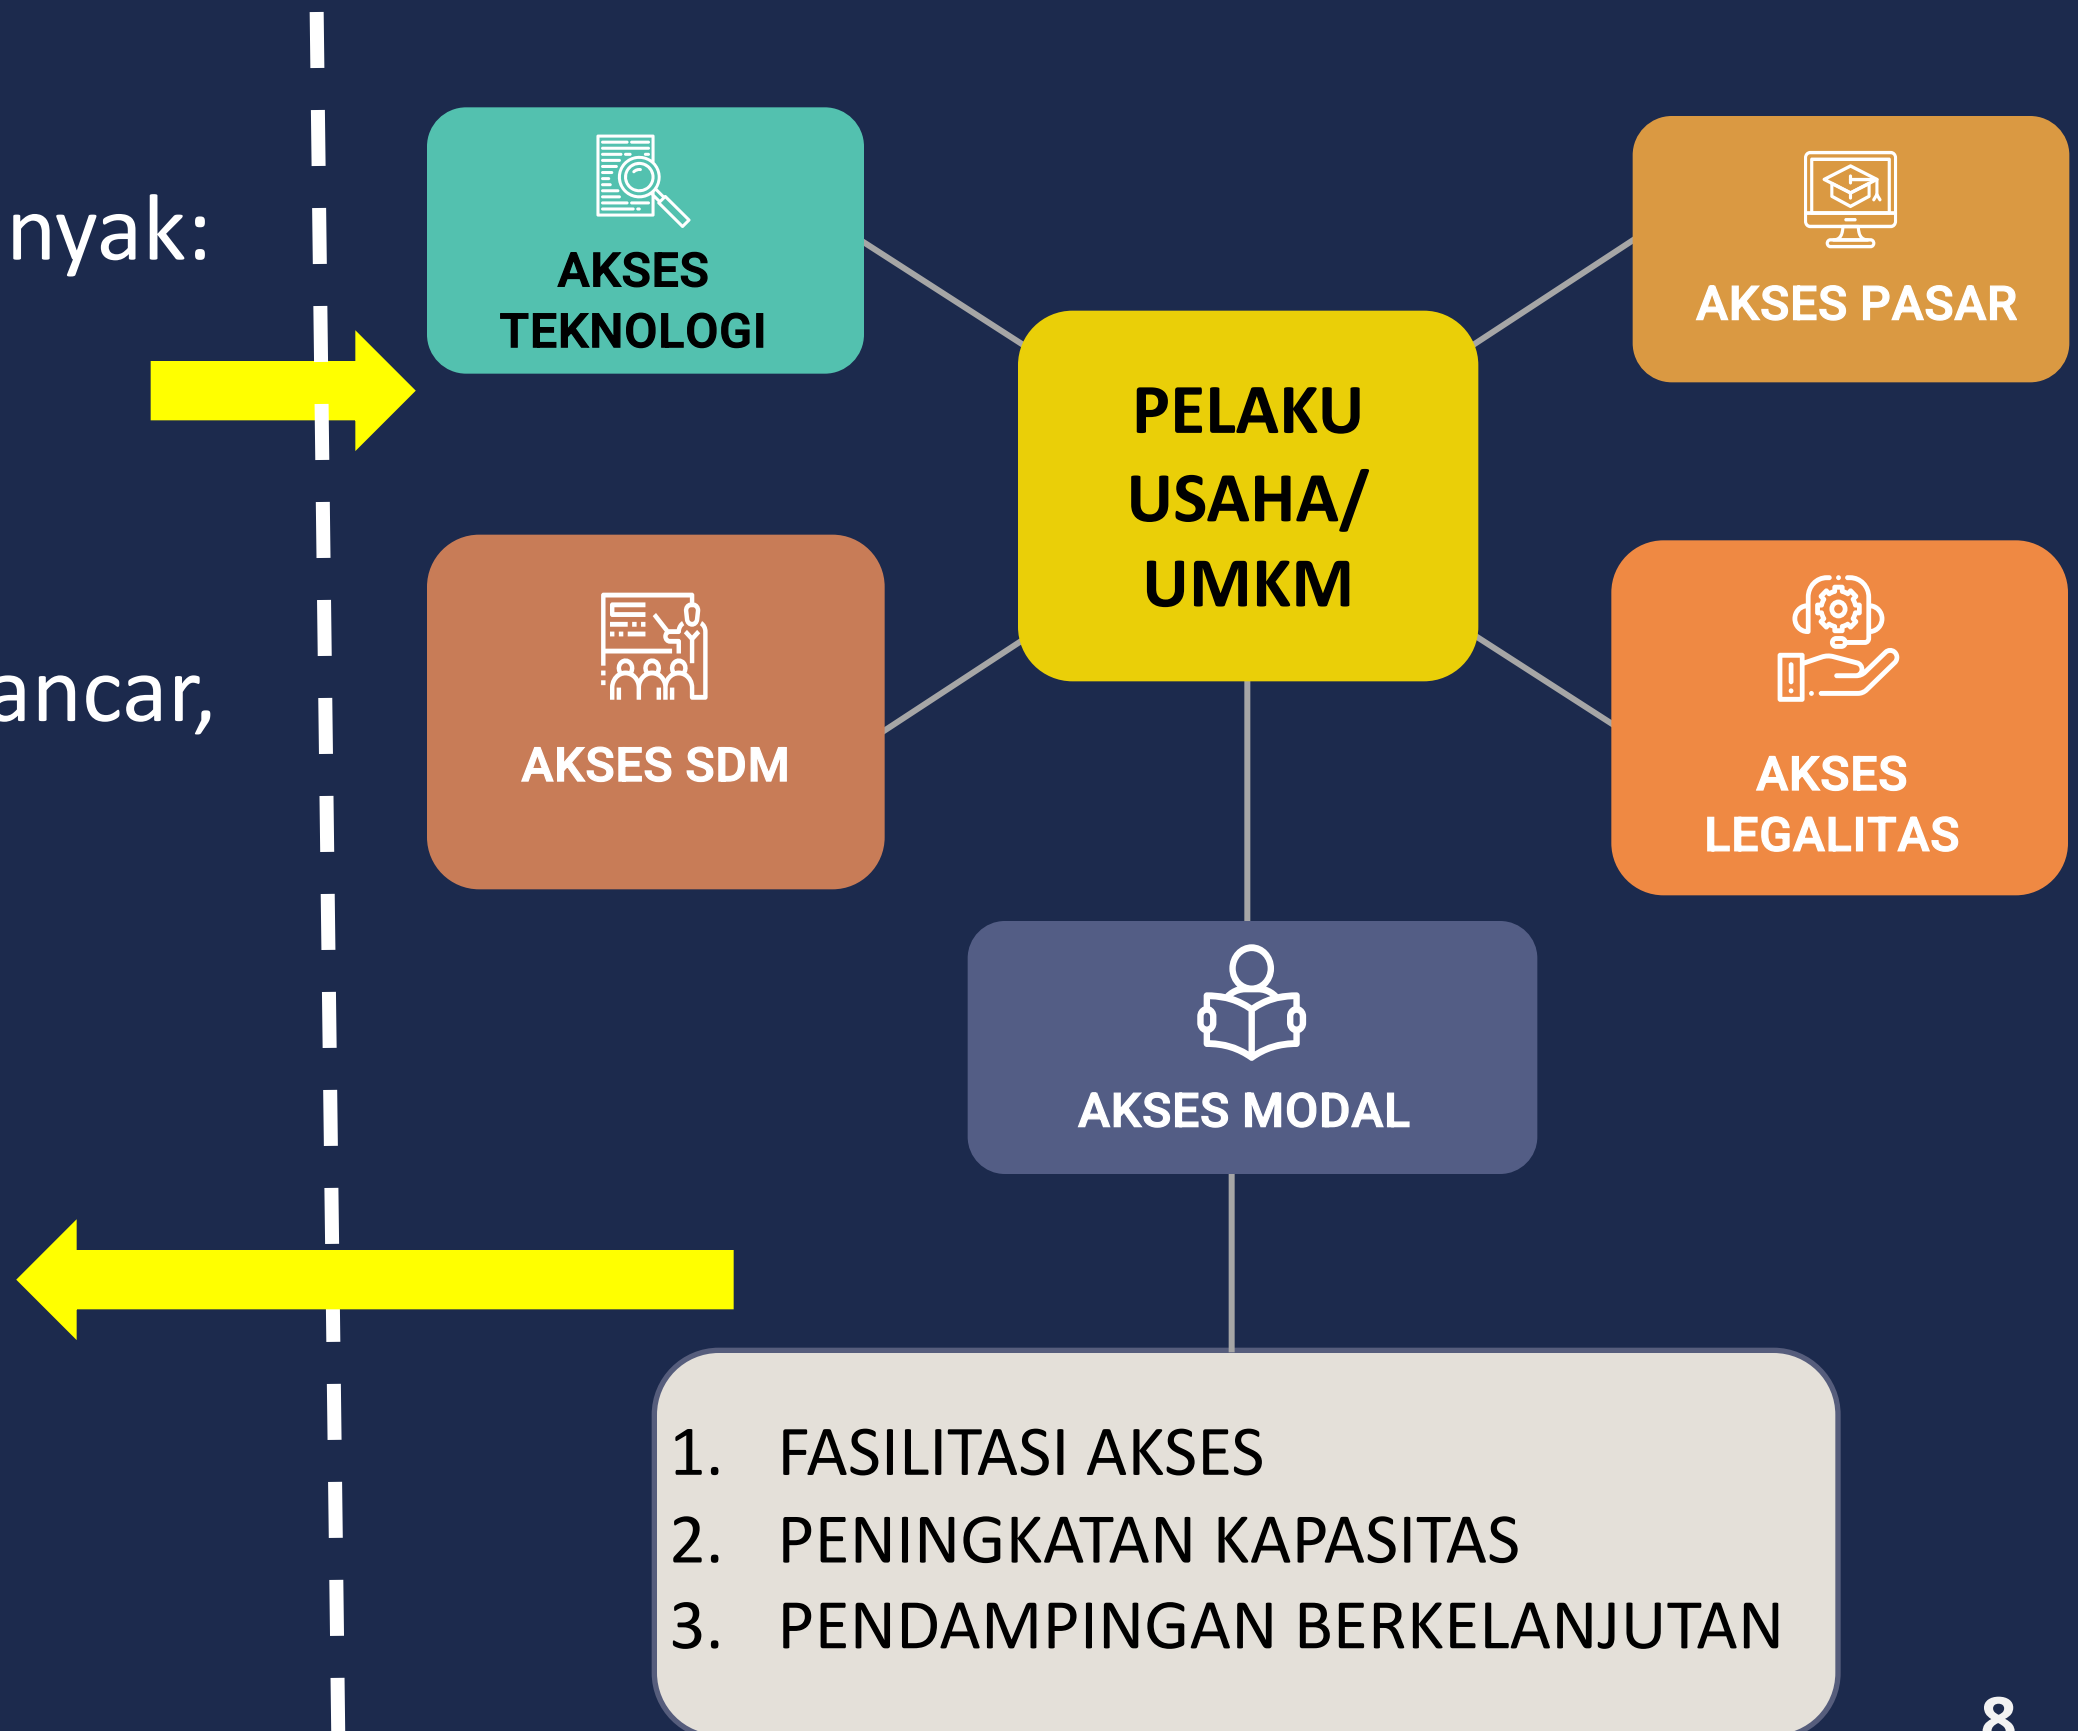 nyak:
ancar,
AKSES
TEKNOLOGI
AKSES PASAR
PELAKU
USAHA/
UMKM
AKSES SDM
AKSES
LEGALITAS
AKSES MODAL
1. FASILITASI AKSES
2. PENINGKATAN KAPASITAS
3. PENDAMPINGAN BERKELANJUTAN
8